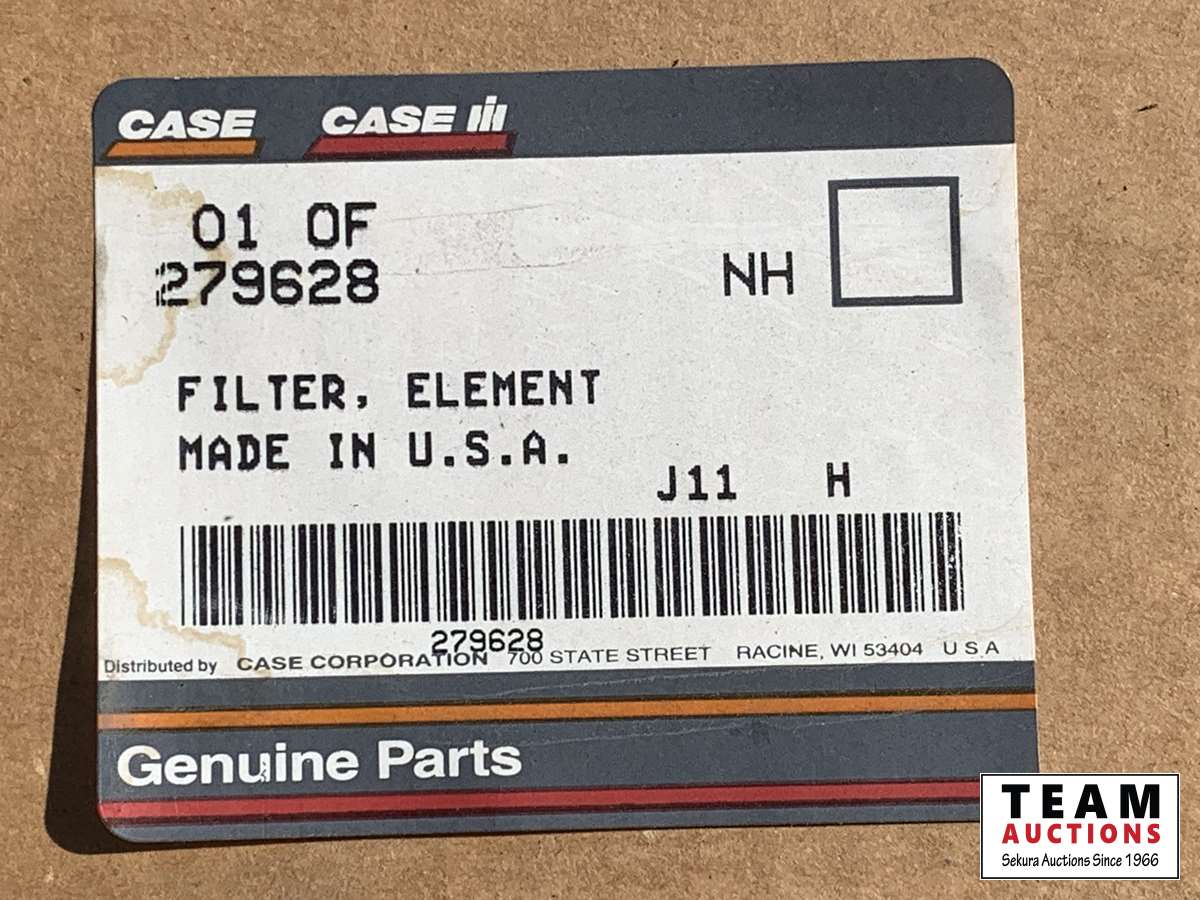 CASE CASE IH
01 OF
279628
NH
FILTER, ELEMENT
MADE IN U.S.A.
J11 H
279628
Distributed by CASE CORPORATION 700 STATE STREET RACINE, WI 53404 U S A
Genuine Parts
TEAM
AUCTIONS
Sekura Auctions Since 1966